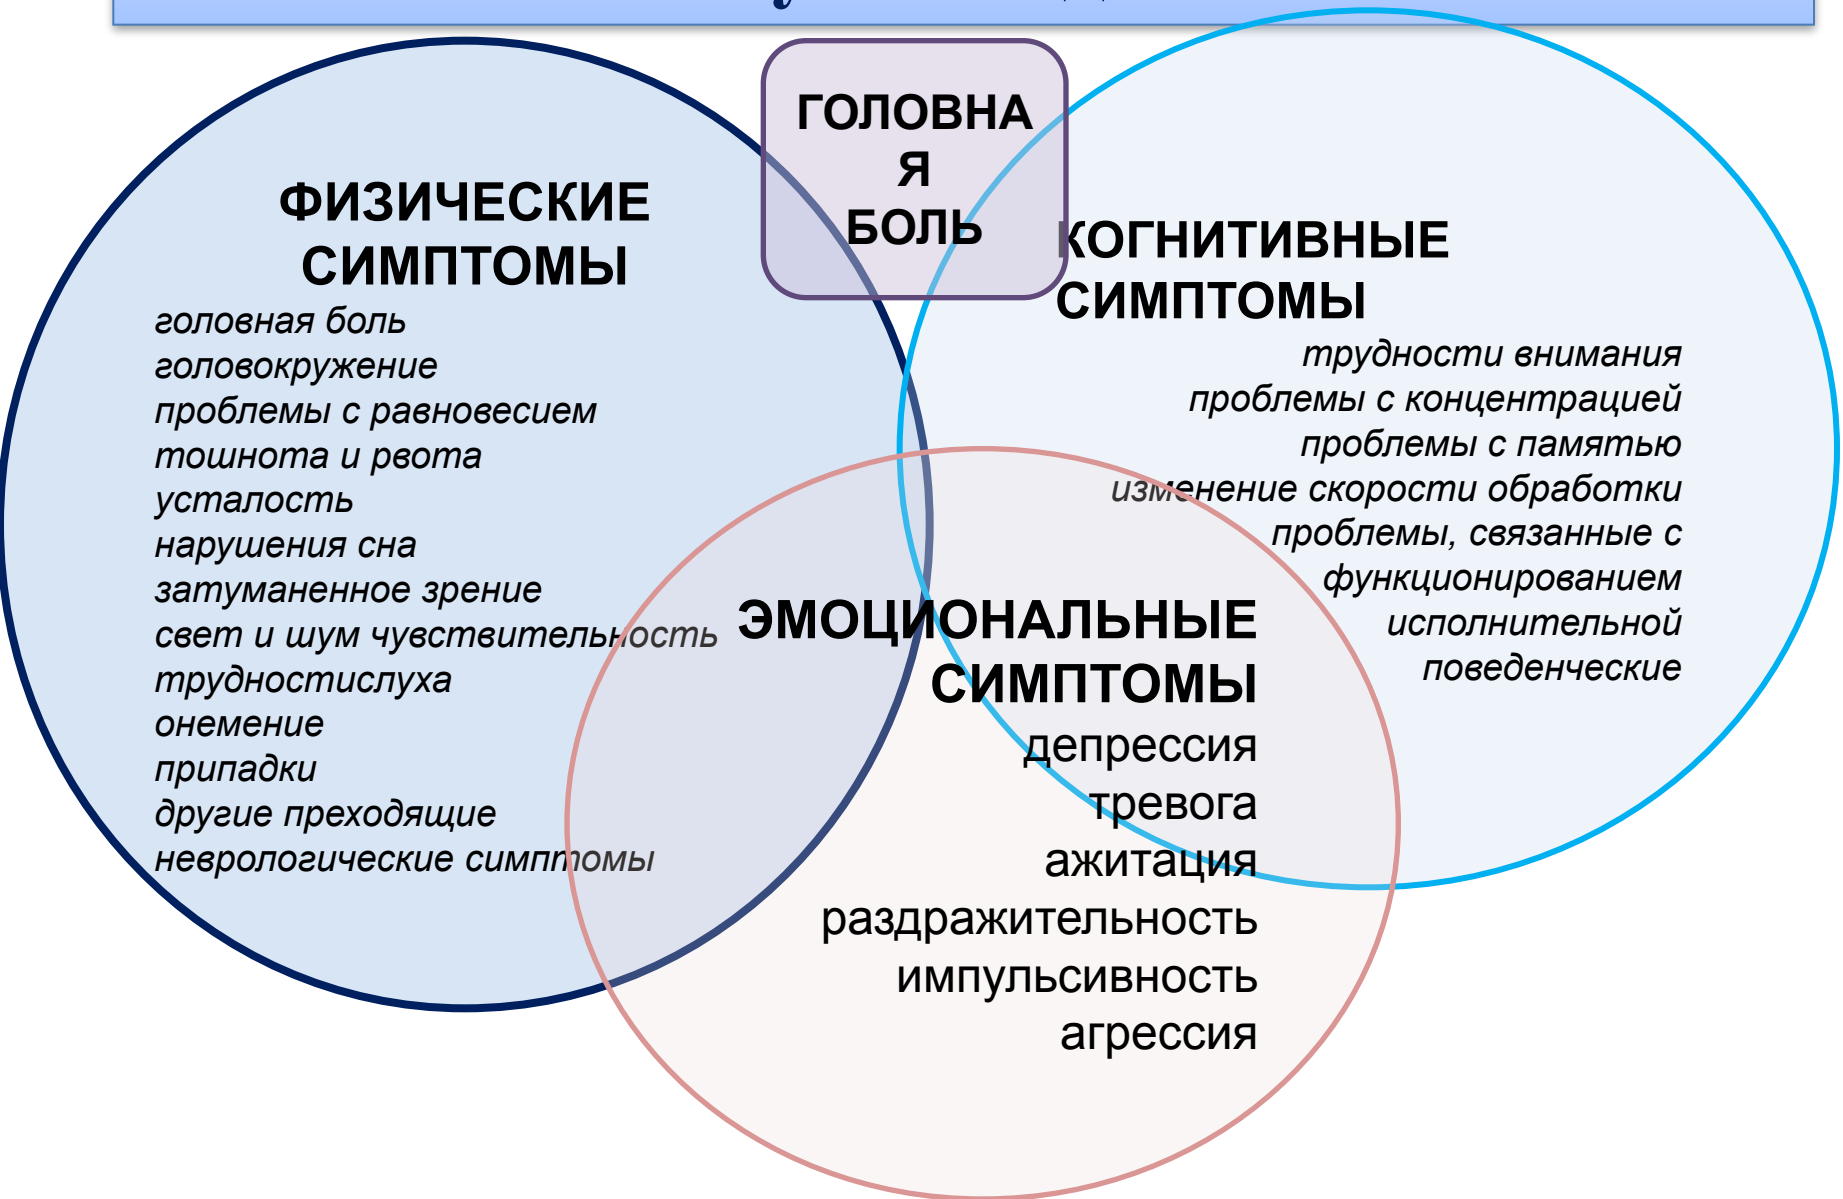 ГОЛОВНА
Я
БОЛЬ
ФИЗИЧЕСКИЕ
СИМПТОМЫ
головная боль
головокружение
проблемы с равновесием
тошнота и рвота
усталость
нарушения сна
затуманенное зрение
свет и шум чувствительность
трудностислуха
онемение
припадки
другие преходящие
неврологические симптомы
КОГНИТИВНЫЕ
СИМПТОМЫ
трудности внимания
проблемы с концентрацией
проблемы с памятью
изменение скорости обработки
проблемы, связанные с
функционированием
исполнительной
поведенческие
ЭМОЦИОНАЛЬНЫЕ
СИМПТОМЫ
депрессия
тревога
ажитация
раздражительность
импульсивность
агрессия